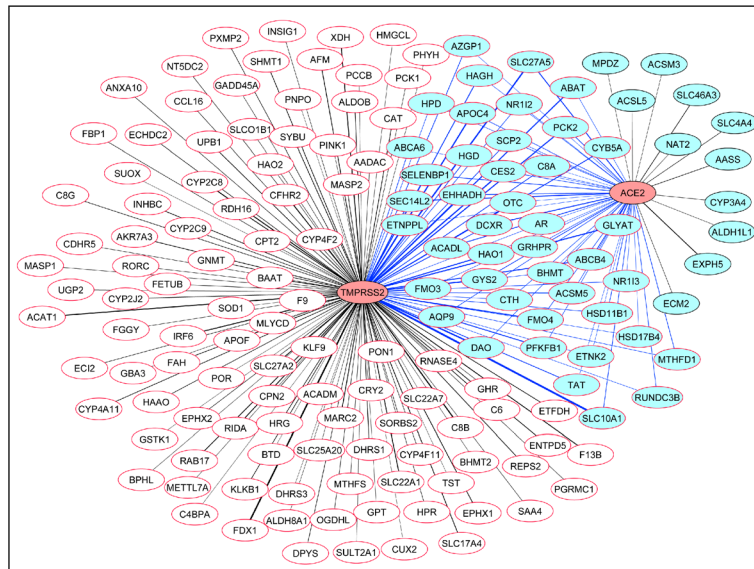 INSIG1
XDH
HMGCL
PXMP2
AZGP1
SHMT1
AFM
PHYH
SLC27A5
NT5DC2
MPDZ
ACSM3
PCCB
PCK1
HAGH
GADD45A
ABAT
ANXA10
PNPO
ALDOB
HPD
NR1I2
ACSL5
SLC46A3
CCL16
APOC4
CAT
PCK2
FBP1
ECHDC2
SLCO1B1
SYBU
SLC4A4
UPB1
PINK1
ABCA6
SCP2
CYB5A
NAT2
HAO2
AADAC
HGD
AASS
SUOX
CYP2C8
CFHR2
MASP2
SELENBP1
CES2
C8A
ACE2
C8G
RDH16
EHHADH
SEC14L2
OTC
CYP3A4
INHBC
CYP2C9
CYP4F2
ETNPPL
DCXR
AR
GLYAT
ALDH1L1
CDHR5
AKR7A3
CPT2
ACADL
HAO1
GRHPR
MASP1
RORC
GNMT
ABCB4
EXPH5
UGP2
FETUB
BAAT
GYS2
BHMT
NR1I3
CYP2J2
TMPRSS2
FMO3
CTH
ACSM5
ECM2
ACAT1
SOD1
F9
HSD11B1
FGGY
MLYCD
AQP9
FMO4
IRF6
APOF
HSD17B4
KLF9
DAO
PFKFB1
ECI2
GBA3
FAH
PON1
RNASE4
ETNK2
MTHFD1
SLC27A2
CYP4A11
POR
GHR
TAT
HAAO
CPN2
ACADM
CRY2
SLC22A7
RUNDC3B
EPHX2
C6
ETFDH
SLC10A1
GSTK1
RIDA
HRG
MARC2
SORBS2
C8B
ENTPD5
F13B
RAB17
BTD
SLC25A20
DHRS1
CYP4F11
BHMT2
REPS2
BPHL
METTL7A
KLKB1
DHRS3
MTHFS
SLC22A1
TST
PGRMC1
C4BPA
GPT
HPR
EPHX1
SAA4
FDX1
ALDH8A1
OGDHL
SLC17A4
DPYS
SULT2A1
CUX2